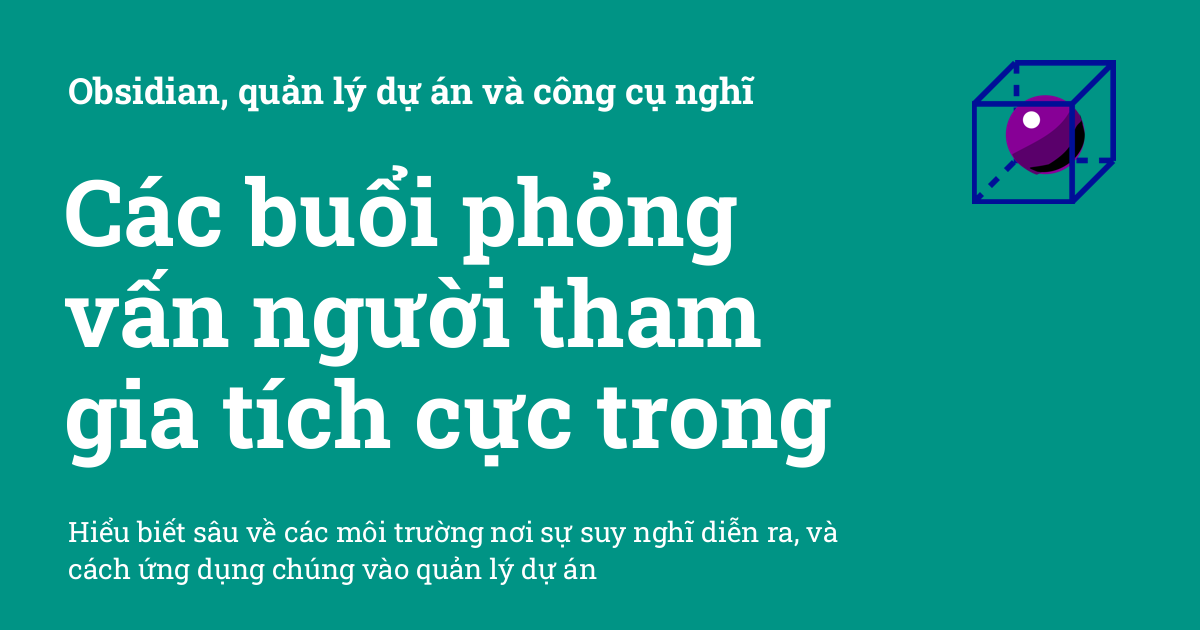 Obsidian, quản lý dự án và công cụ nghĩ
Các buổi phỏng
vấn người tham
gia tích cực trong
Hiểu biết sâu về các môi trường nơi sự suy nghĩ diễn ra, và
cách ứng dụng chúng vào quản lý dự án